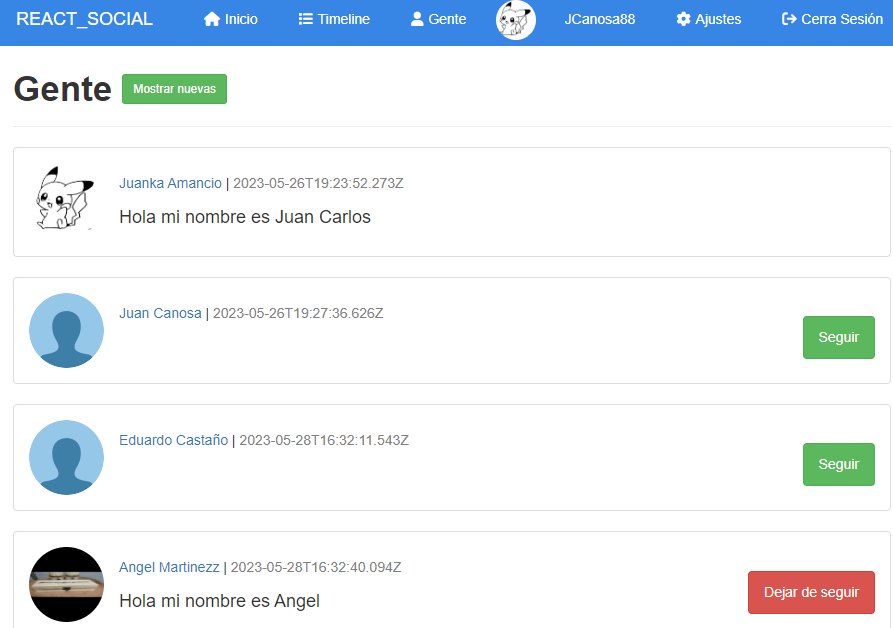 REACT_SOCIAL Inicio Timeline Gente JCanosa88 Ajustes Cerra Sesión
Gente Mostrar nuevas
Juanka Amancio | 2023-05-26T19:23:52.273Z
Hola mi nombre es Juan Carlos
Juan Canosa | 2023-05-26T19:27:36.626Z
Seguir
Eduardo Castaño | 2023-05-28T16:32:11.543Z
Seguir
Angel Martinezz | 2023-05-28T16:32:40.094Z
Hola mi nombre es Angel
Dejar de seguir